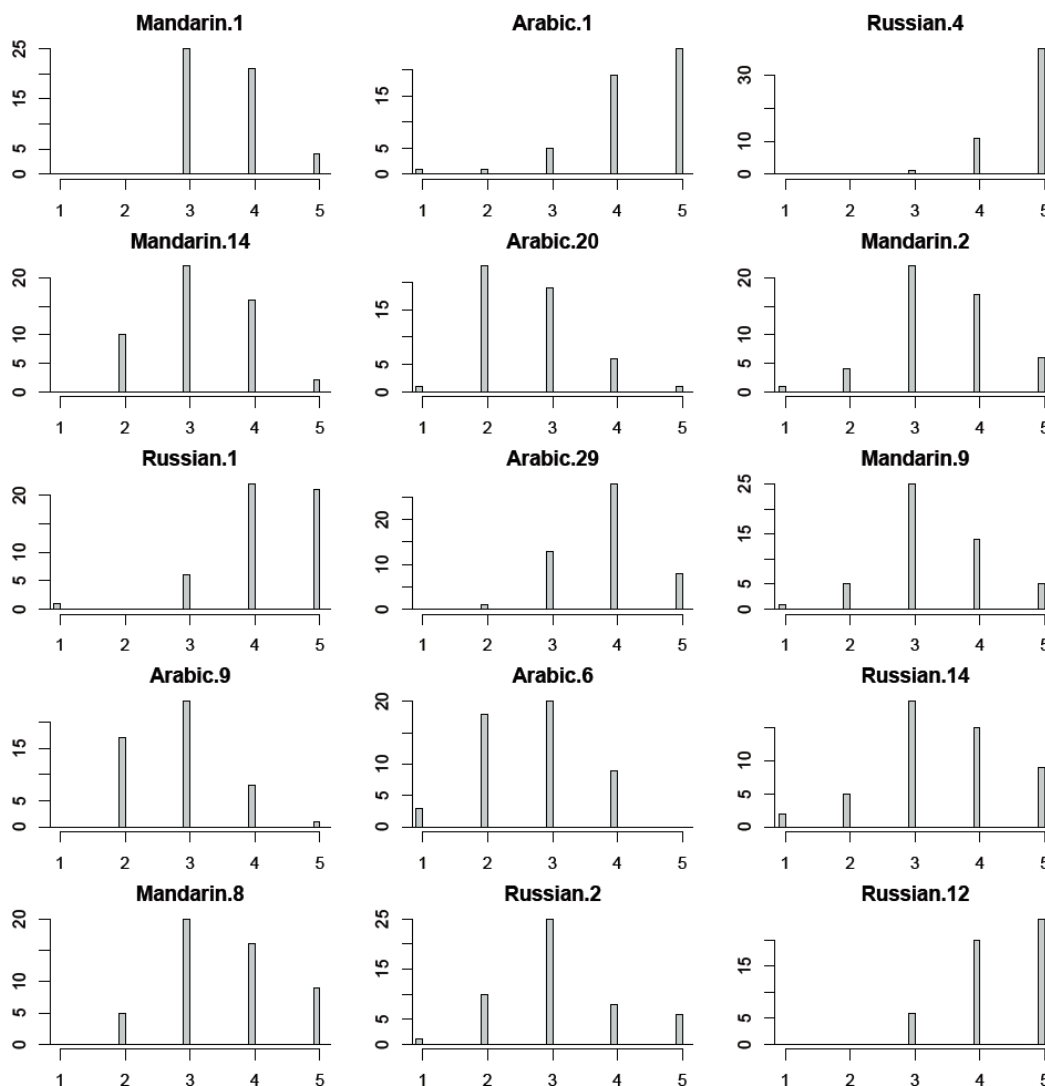 Mandarin.1 Arabic.1 Russian.4
25 15 5 15 5 0 30 10 0
1 2 3 4 5 1 2 3 4 5 1 2 3 4 5
Mandarin.14 Arabic.20 Mandarin.2
20 10 5 0 15 5 0 20 10 5 0
1 2 3 4 5 1 2 3 4 5 1 2 3 4 5
Russian.1 Arabic.29 Mandarin.9
20 10 5 0 20 10 0 25 15 5 0
1 2 3 4 5 1 2 3 4 5 1 2 3 4 5
Arabic.9 Arabic.6 Russian.14
15 5 0 20 10 5 0 10 5 0
1 2 3 4 5 1 2 3 4 5 1 2 3 4 5
Mandarin.8 Russian.2 Russian.12
20 10 5 0 25 15 5 0 15 5 0
1 2 3 4 5 1 2 3 4 5 1 2 3 4 5